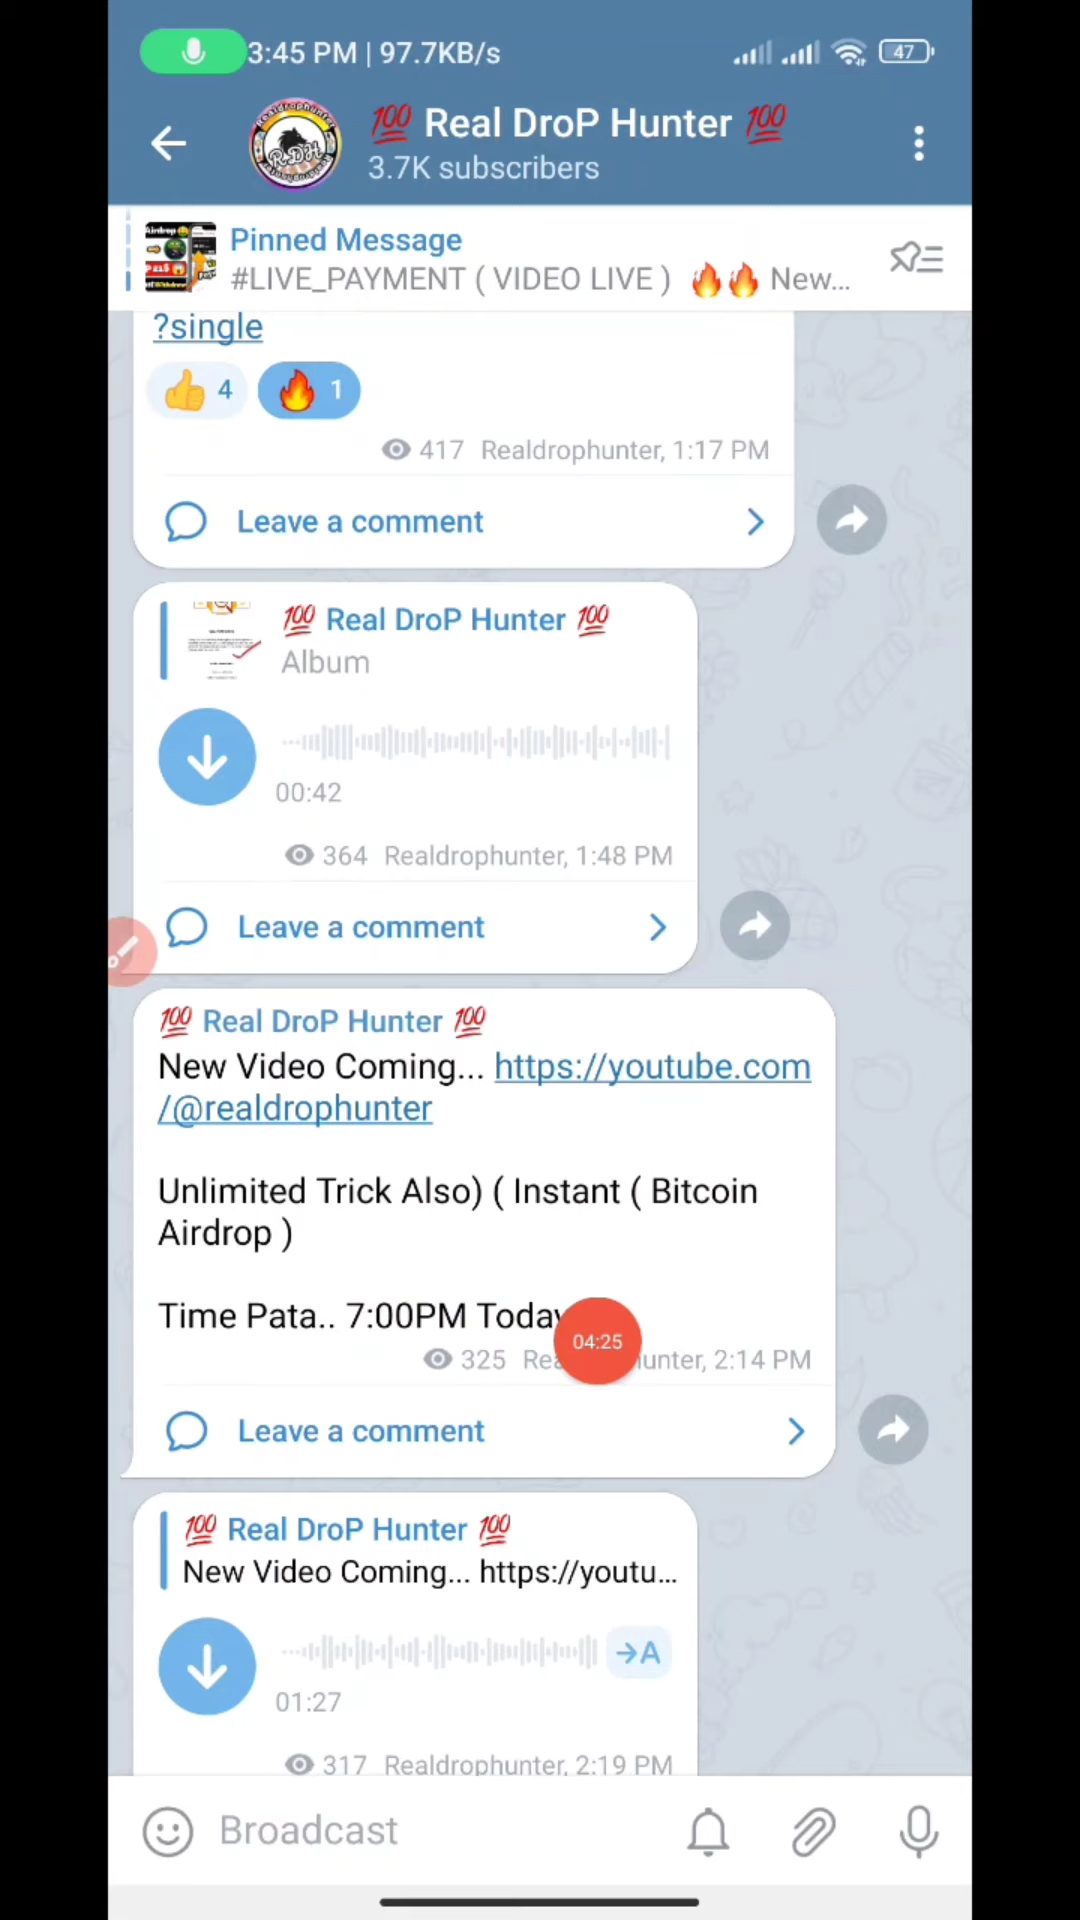 3:45 PM | 97.7KB/s
47
💯 Real DroP Hunter 💯
3.7K subscribers
Pinned Message
#LIVE_PAYMENT ( VIDEO LIVE ) 🔥🔥 New...
?single
👍 4 🔥 1
417 Realdrophunter, 1:17 PM
Leave a comment
💯 Real DroP Hunter 💯
Album
00:42
364 Realdrophunter, 1:48 PM
Leave a comment
💯 Real DroP Hunter 💯
New Video Coming... https://youtube.com
/@realdrophunter
Unlimited Trick Also) ( Instant ( Bitcoin
Airdrop )
Time Pata.. 7:00PM Today
04:25
325 Rea unter, 2:14 PM
Leave a comment
💯 Real DroP Hunter 💯
New Video Coming... https://youtu...
→A
01:27
317 Realdrophunter, 2:19 PM
Broadcast